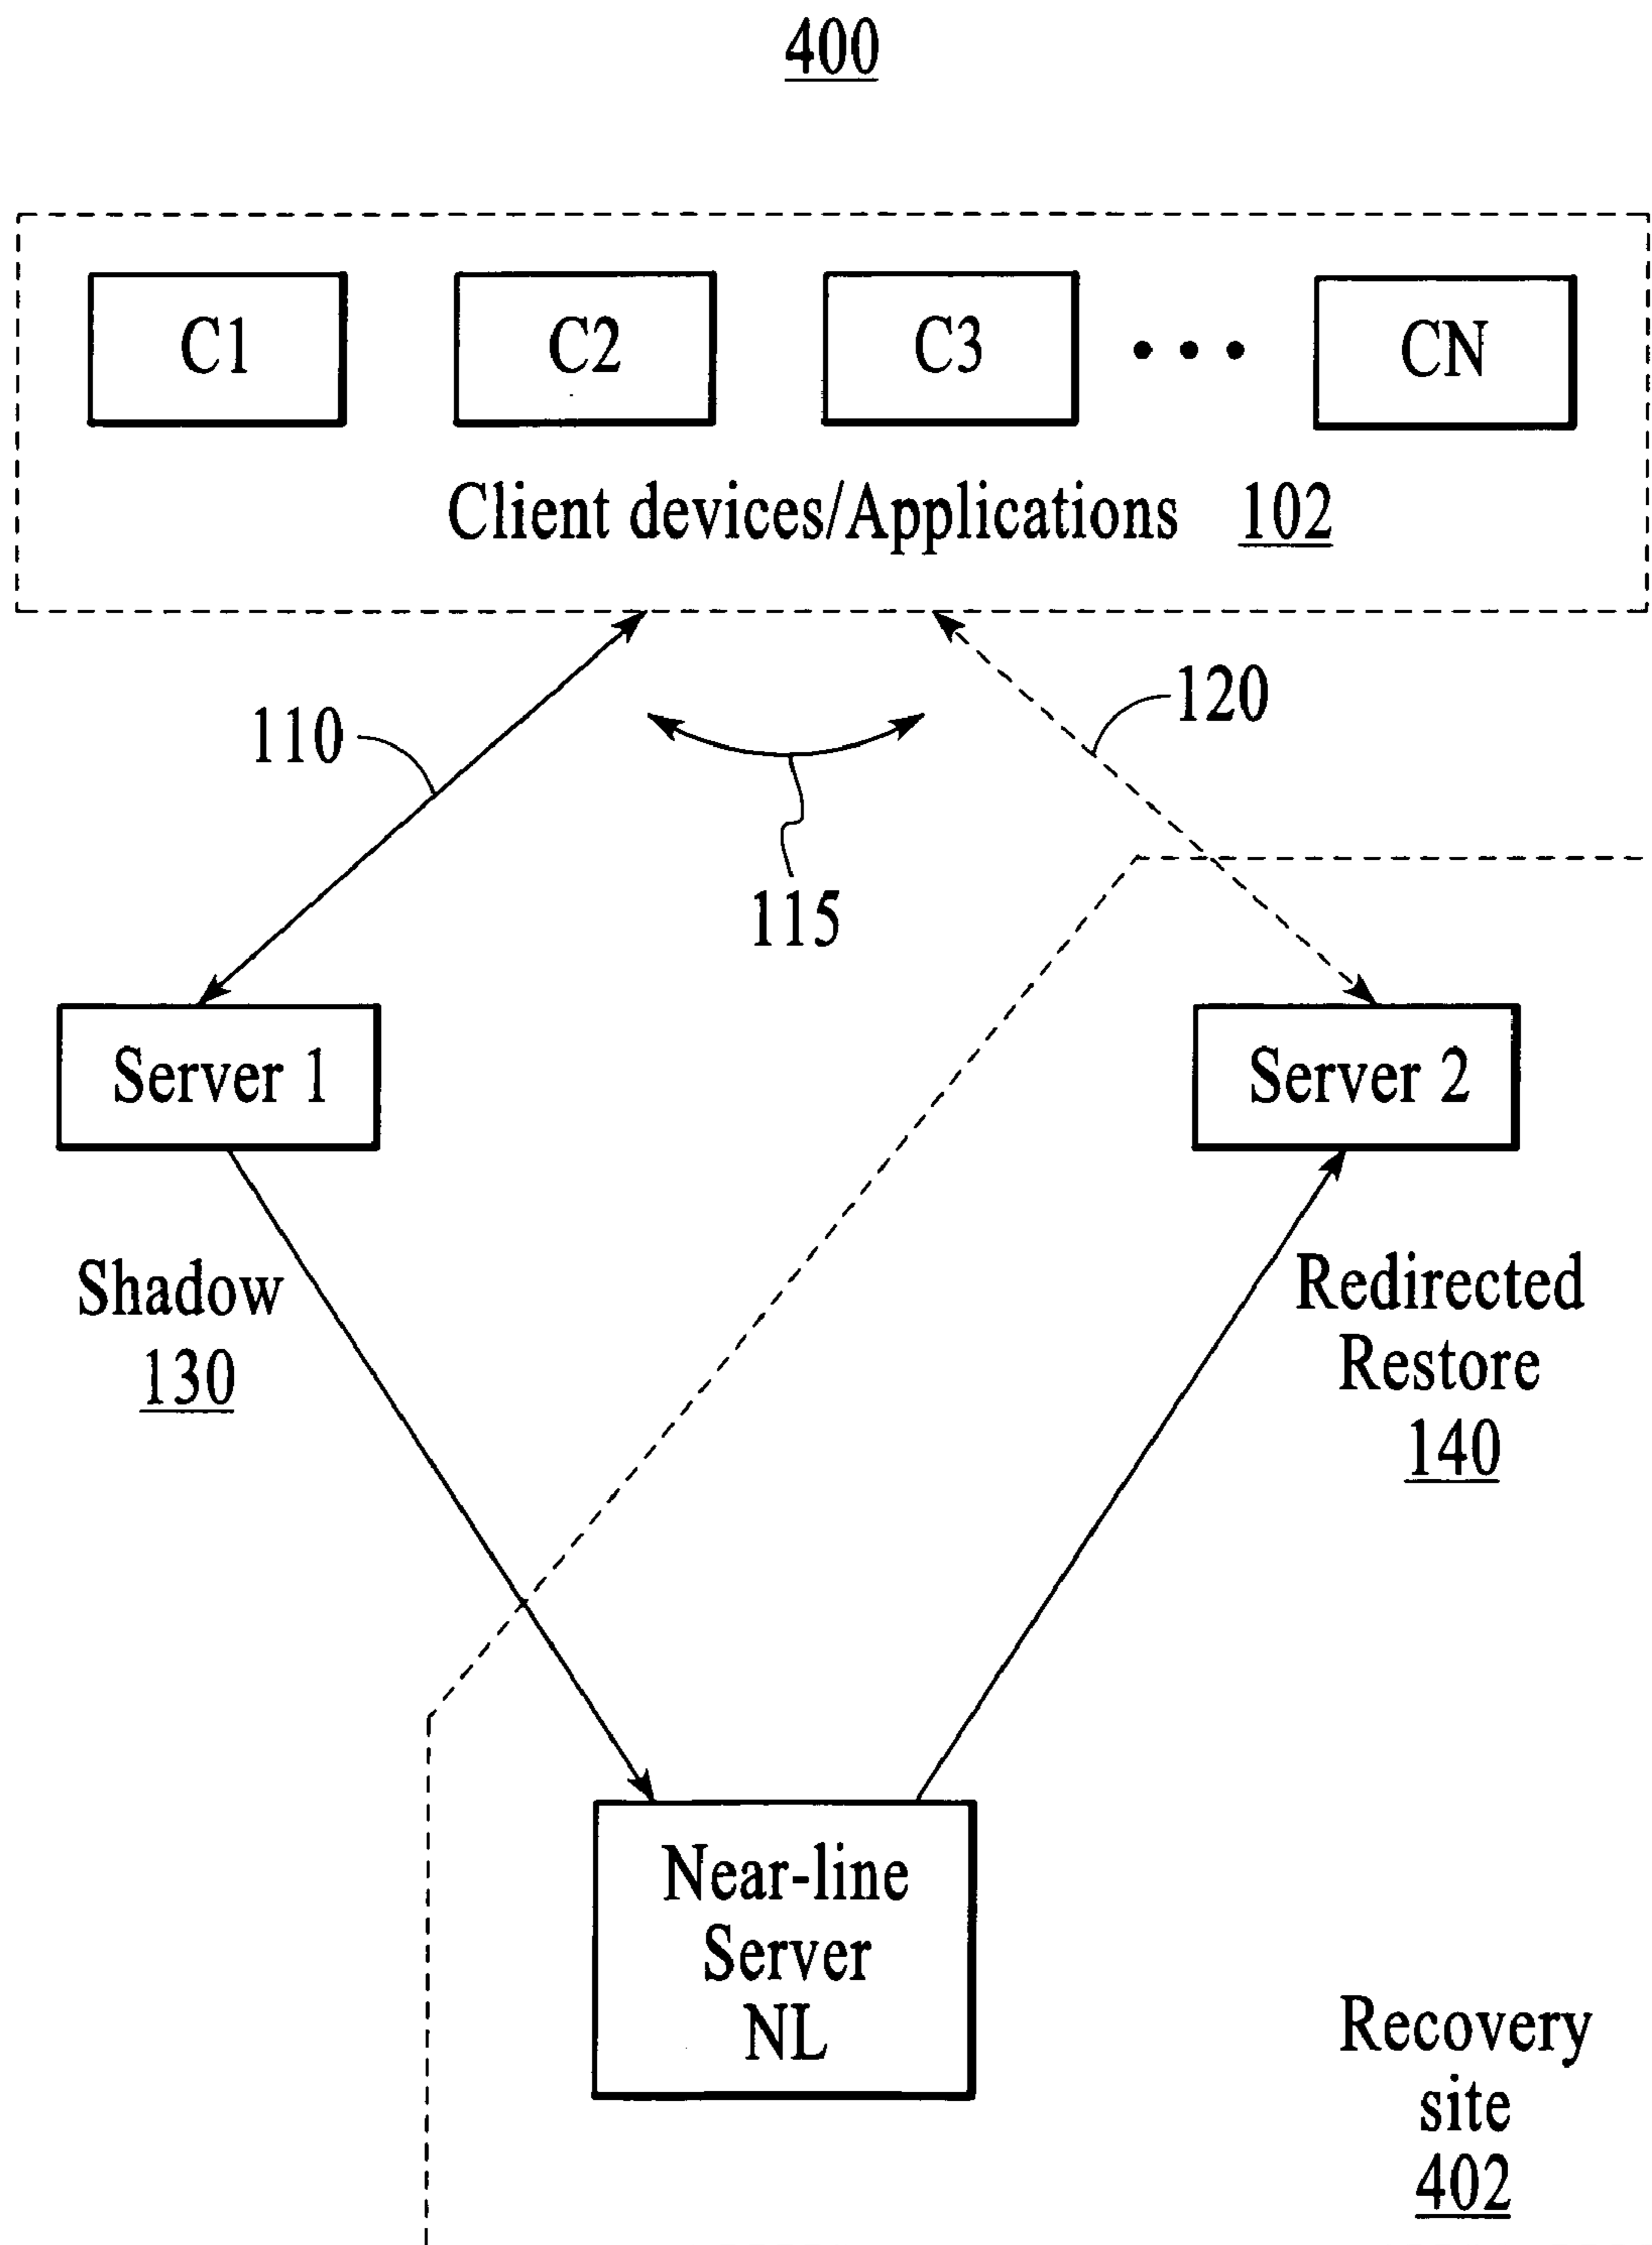 400
C1 C2 C3 • • • CN
Client devices/Applications 102
110
120
115
Server 1
Server 2
Shadow
130
Redirected
Restore
140
Near-line
Server
NL
Recovery
site
402